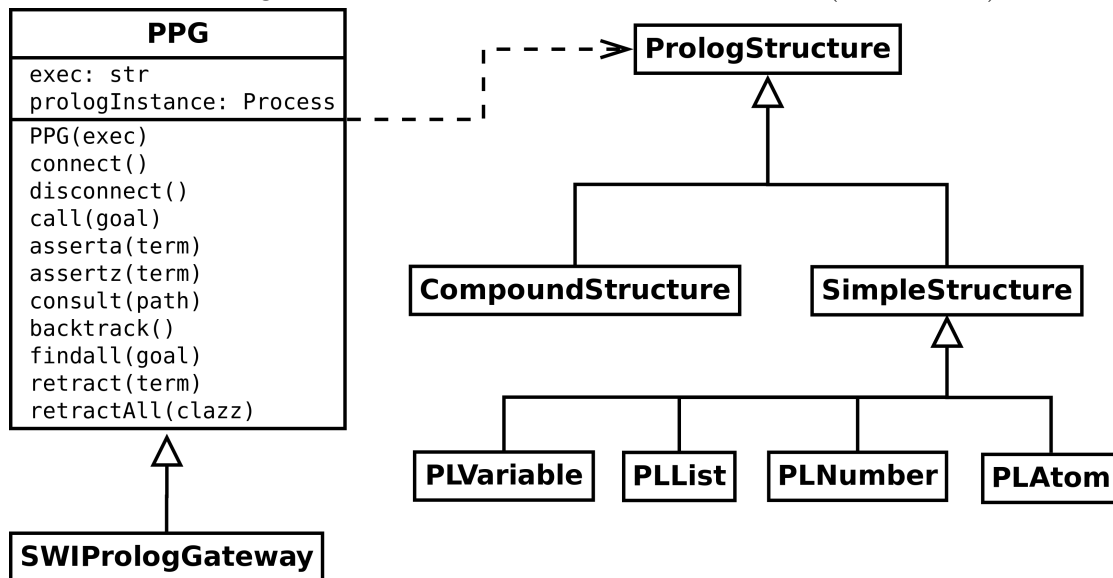 PPG
exec: str
prologInstance: Process
PPG(exec)
connect()
disconnect()
call(goal)
asserta(term)
assertz(term)
consult(path)
backtrack()
findall(goal)
retract(term)
retractAll(clazz)
SWIPrologGateway
PrologStructure
CompoundStructure
SimpleStructure
PLVariable
PLList
PLNumber
PLAtom